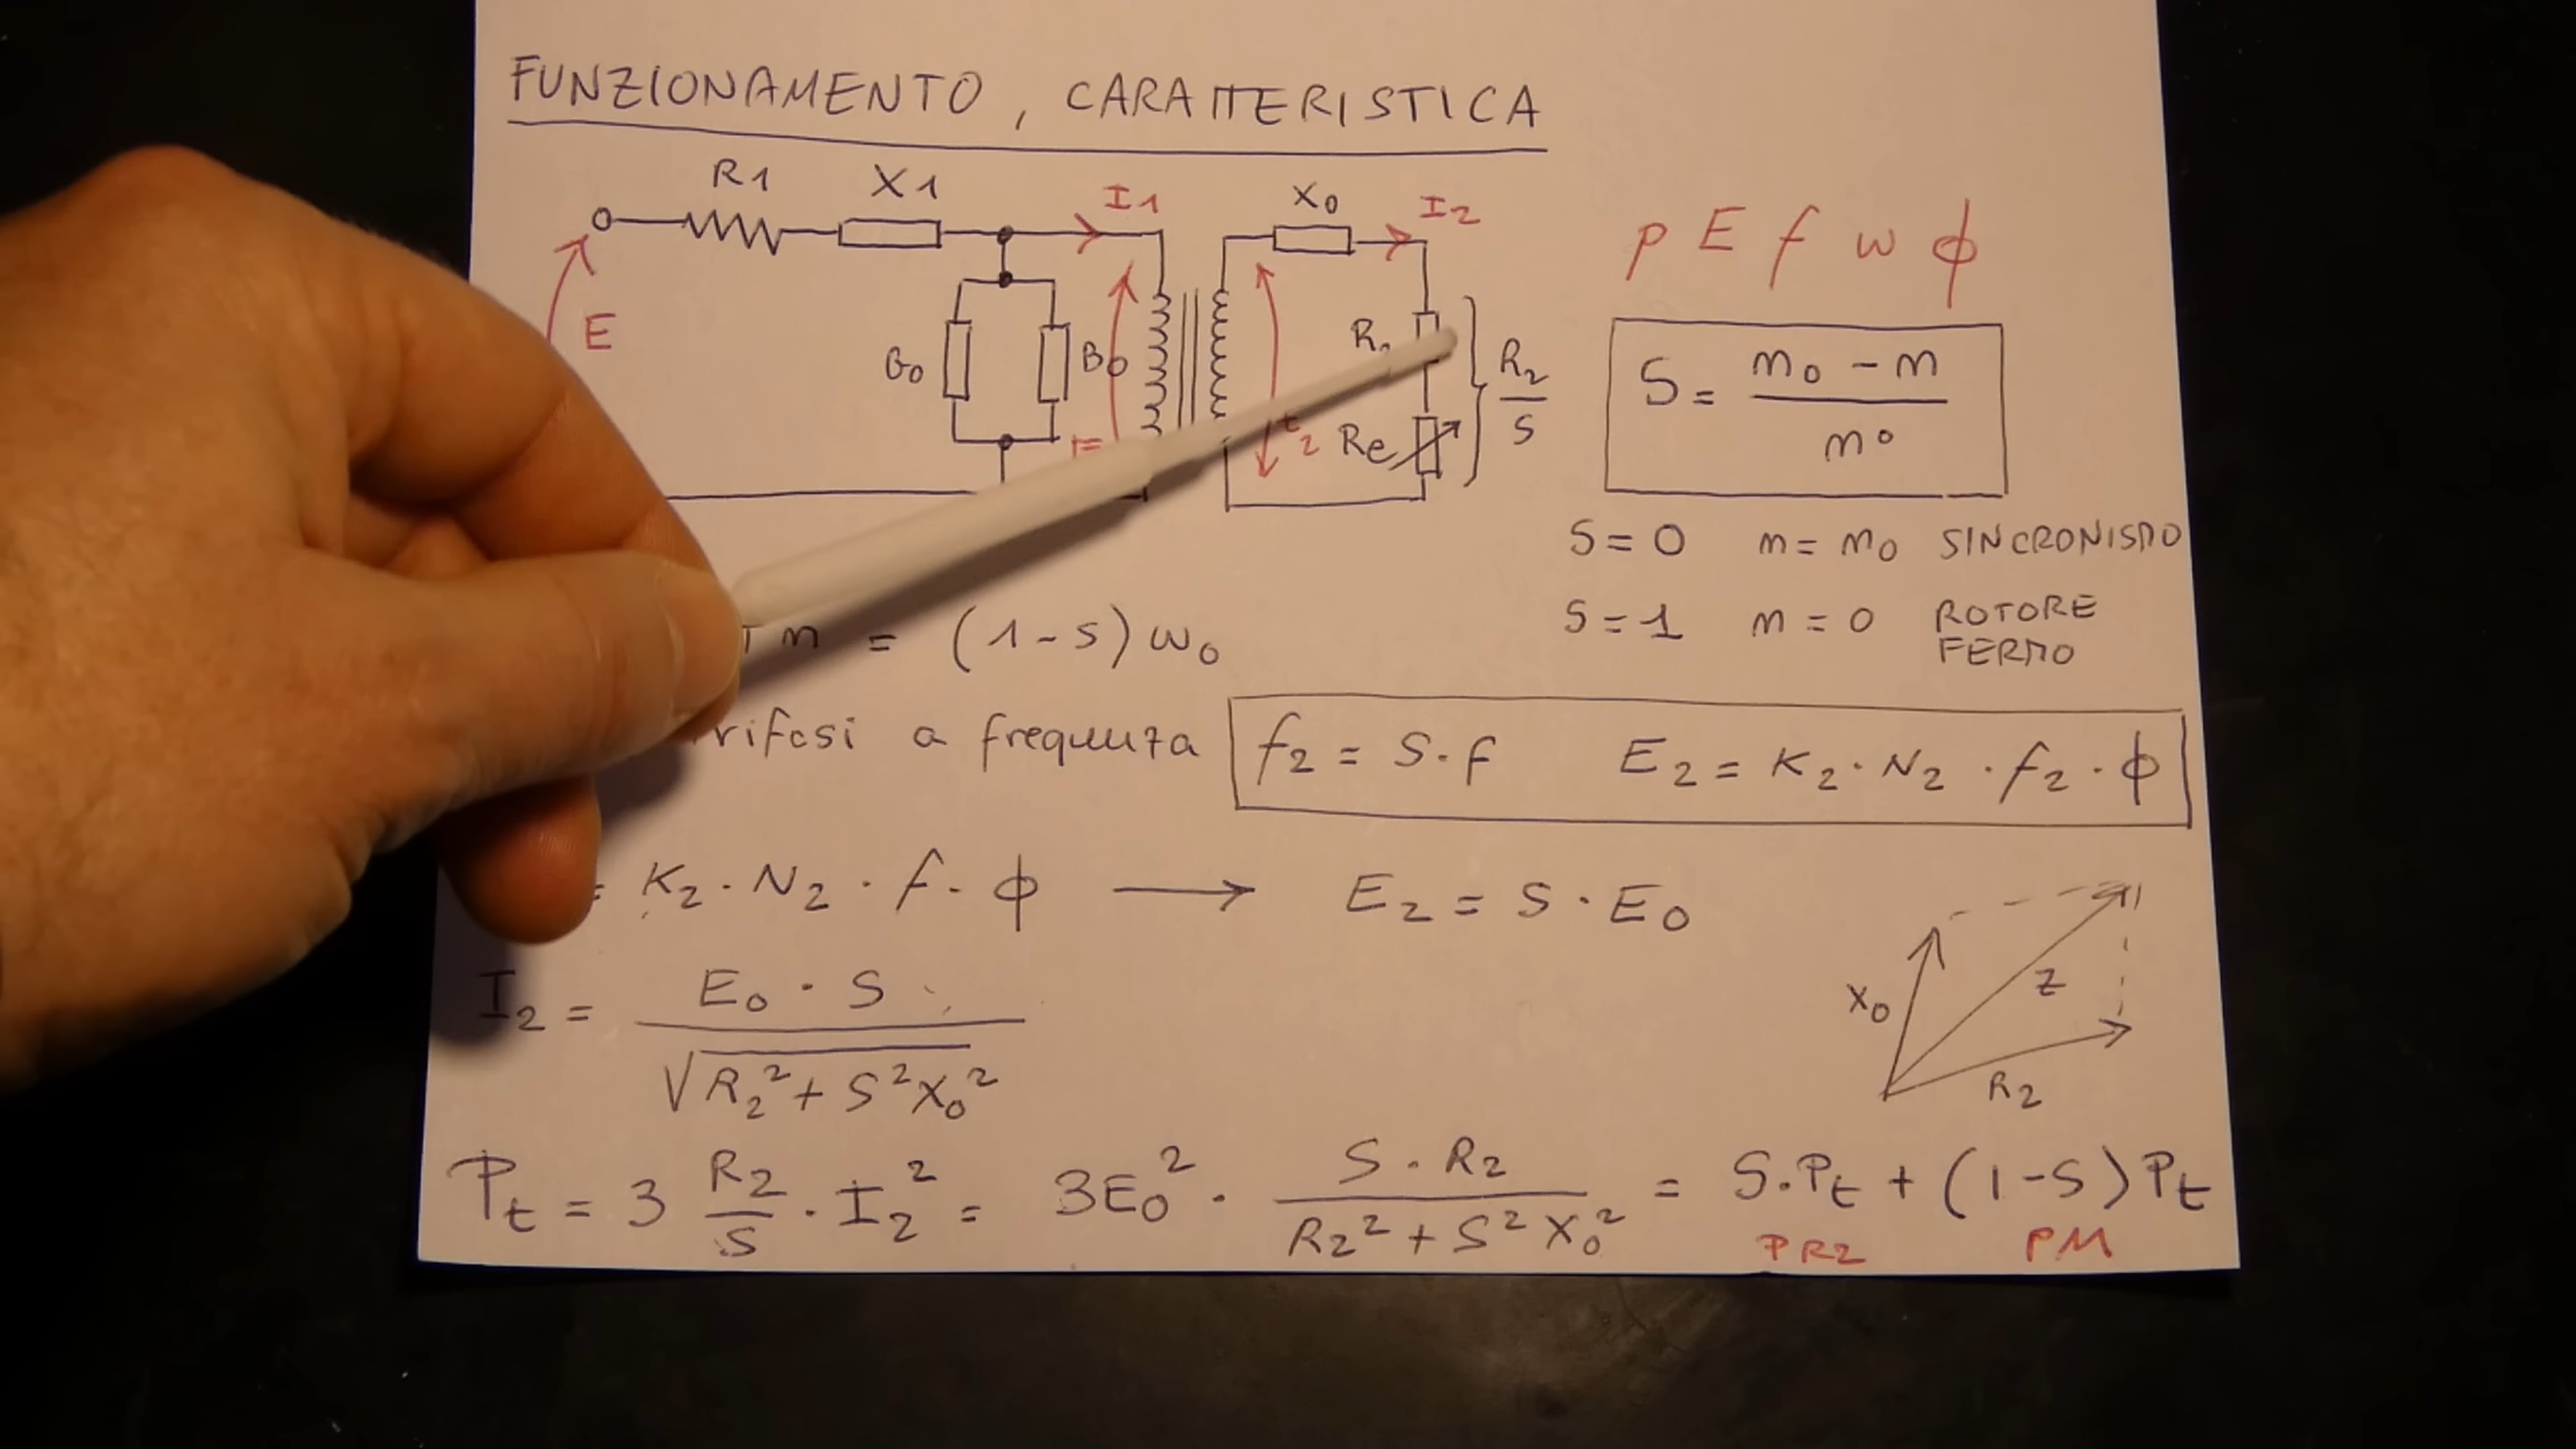 FUNZIONAMENTO, CARATTERISTICA
R1 X1 I1 X0 I2
p E f w ϕ
E G0 B0 R2/S
Re
S = (m0 - m)/m0
S = 0 m = m0 SINCRONISMO
S = 1 m = 0 ROTORE FERMO
m = (1-s) w0
rifasi a frequenza f2 = S·f E2 = K2·N2·f2·ϕ
= K2·N2·f·ϕ → E2 = S·E0
I2 = E0·S / √R2² + S²X0²
X0 Z R2
Pt = 3 R2/S · I2² = 3E0² · S·R2 / R2² + S²X0² = S·Pt + (1-S)Pt
PR2 PM